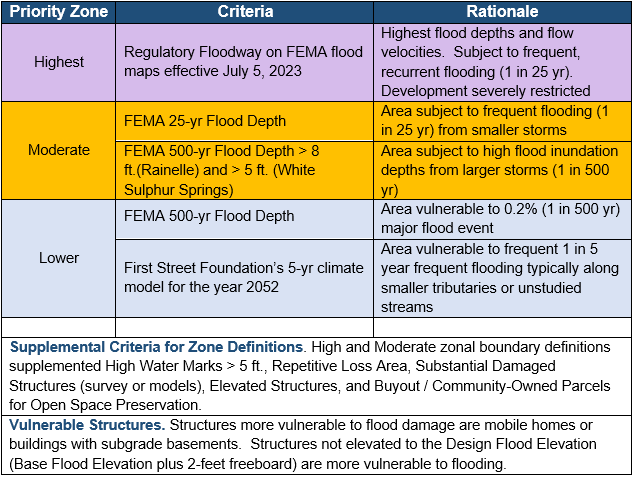 Priority Zone Criteria Rationale
Highest
Regulatory Floodway on FEMA flood
maps effective July 5, 2023
Highest flood depths and flow
velocities.  Subject to frequent,
recurrent flooding (1 in 25 yr).
Development severely restricted
Moderate
FEMA 25-yr Flood Depth
Area subject to frequent flooding (1
in 25 yr) from smaller storms
FEMA 500-yr Flood Depth > 8
ft.(Rainelle) and > 5 ft. (White
Sulphur Springs)
Area subject to high flood inundation
depths from larger storms (1 in 500
yr)
Lower
FEMA 500-yr Flood Depth
Area vulnerable to 0.2% (1 in 500 yr)
major flood event
First Street Foundation's 5-yr climate
model for the year 2052
Area vulnerable to frequent 1 in 5
year frequent flooding typically along
smaller tributaries or unstudied
streams
Supplemental Criteria for Zone Definitions. High and Moderate zonal boundary definitions
supplemented High Water Marks > 5 ft., Repetitive Loss Area, Substantial Damaged
Structures (survey or models), Elevated Structures, and Buyout / Community-Owned Parcels
for Open Space Preservation.
Vulnerable Structures. Structures more vulnerable to flood damage are mobile homes or
buildings with subgrade basements.  Structures not elevated to the Design Flood Elevation
(Base Flood Elevation plus 2-feet freeboard) are more vulnerable to flooding.